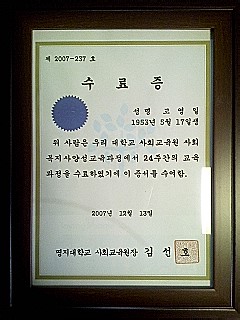 제 2007-237 호
수 료 증
성 명 고 영 일
1953년 5월 17일생
위 사람은 우리 대학교 사회교육원 사회
복지사양성교육과정에서 24주간의 교육
과정을 수료하였기에 이 증서를 수여함.
2007년 12월 13일
명지대학교 사회교육원장 김 선 호